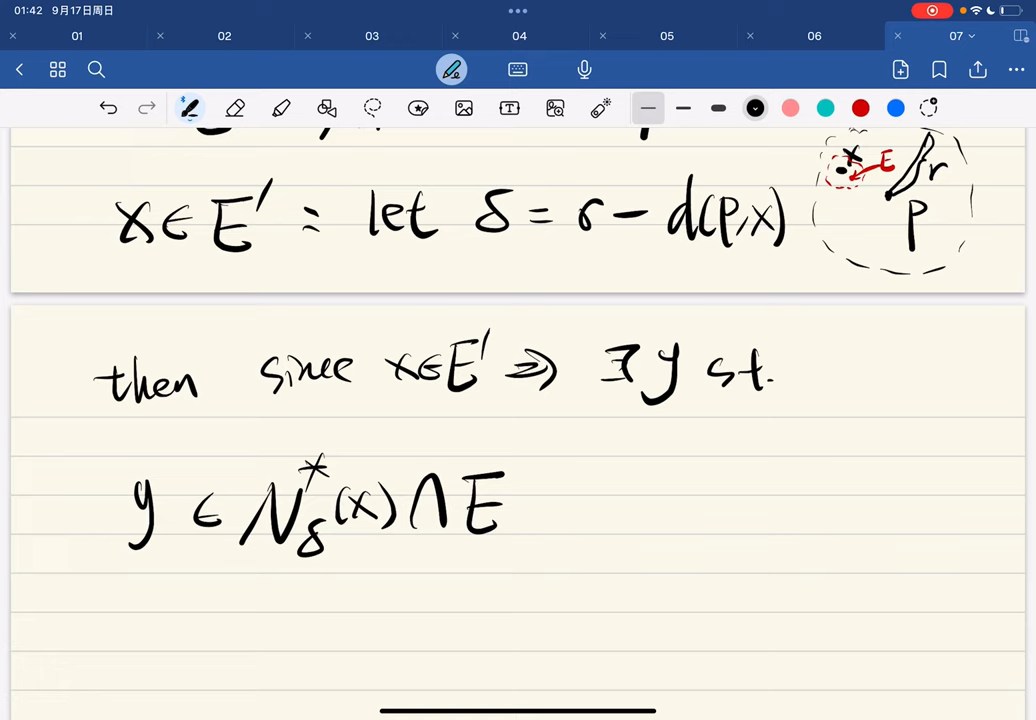 01:42 9月17日周日
01 02 03 04 05 06 07
x
E
r
x∈E' : let δ = r − d(p,x)
p
then since x∈E' ⇒ ∃y st.
y ∈ N*δ(x)∩E